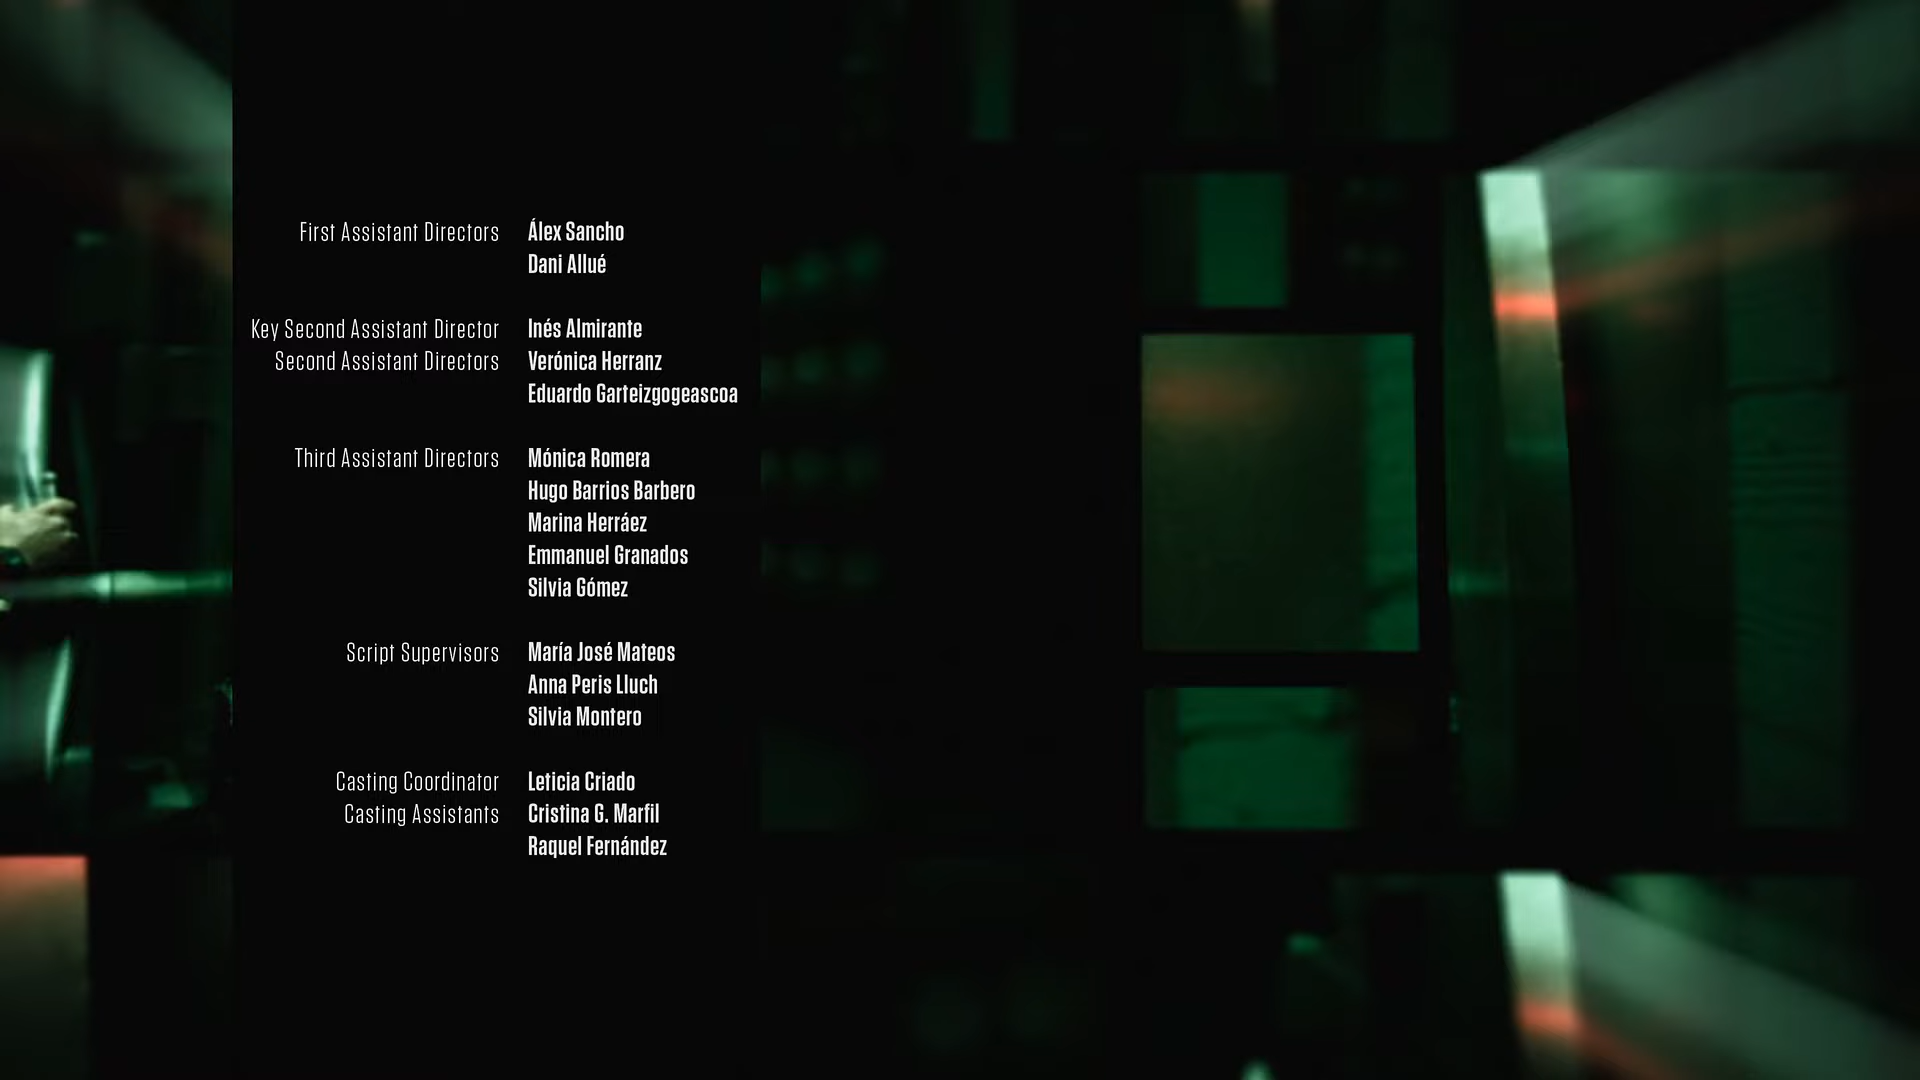 First Assistant Directors Álex Sancho
Dani Allué
Key Second Assistant Director Inés Almirante
Second Assistant Directors Verónica Herranz
Eduardo Garteizgogeascoa
Third Assistant Directors Mónica Romera
Hugo Barrios Barbero
Marina Herráez
Emmanuel Granados
Silvia Gómez
Script Supervisors María José Mateos
Anna Peris Lluch
Silvia Montero
Casting Coordinator Leticia Criado
Casting Assistants Cristina G. Marfil
Raquel Fernández